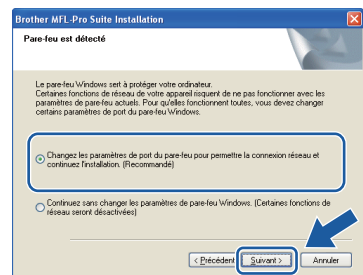 Brother MFL-Pro Suite Installation
Pare-feu est détecté
Le pare-feu Windows sert à protéger votre ordinateur.
Certaines fonctions de réseau de votre appareil risquent de ne pas fonctionner avec les
paramètres de pare-feu actuels. Pour qu'elles fonctionnent toutes, vous devez changer
certains paramètres de port du pare-feu Windows.
Changez les paramètres de port du pare-feu pour permettre la connexion réseau et
continuez l'installation. (Recommandé)
Continuez sans changer les paramètres de pare-feu Windows. (Certaines fonctions de
réseau seront désactivées)
< Précédent
Suivant >
Annuler